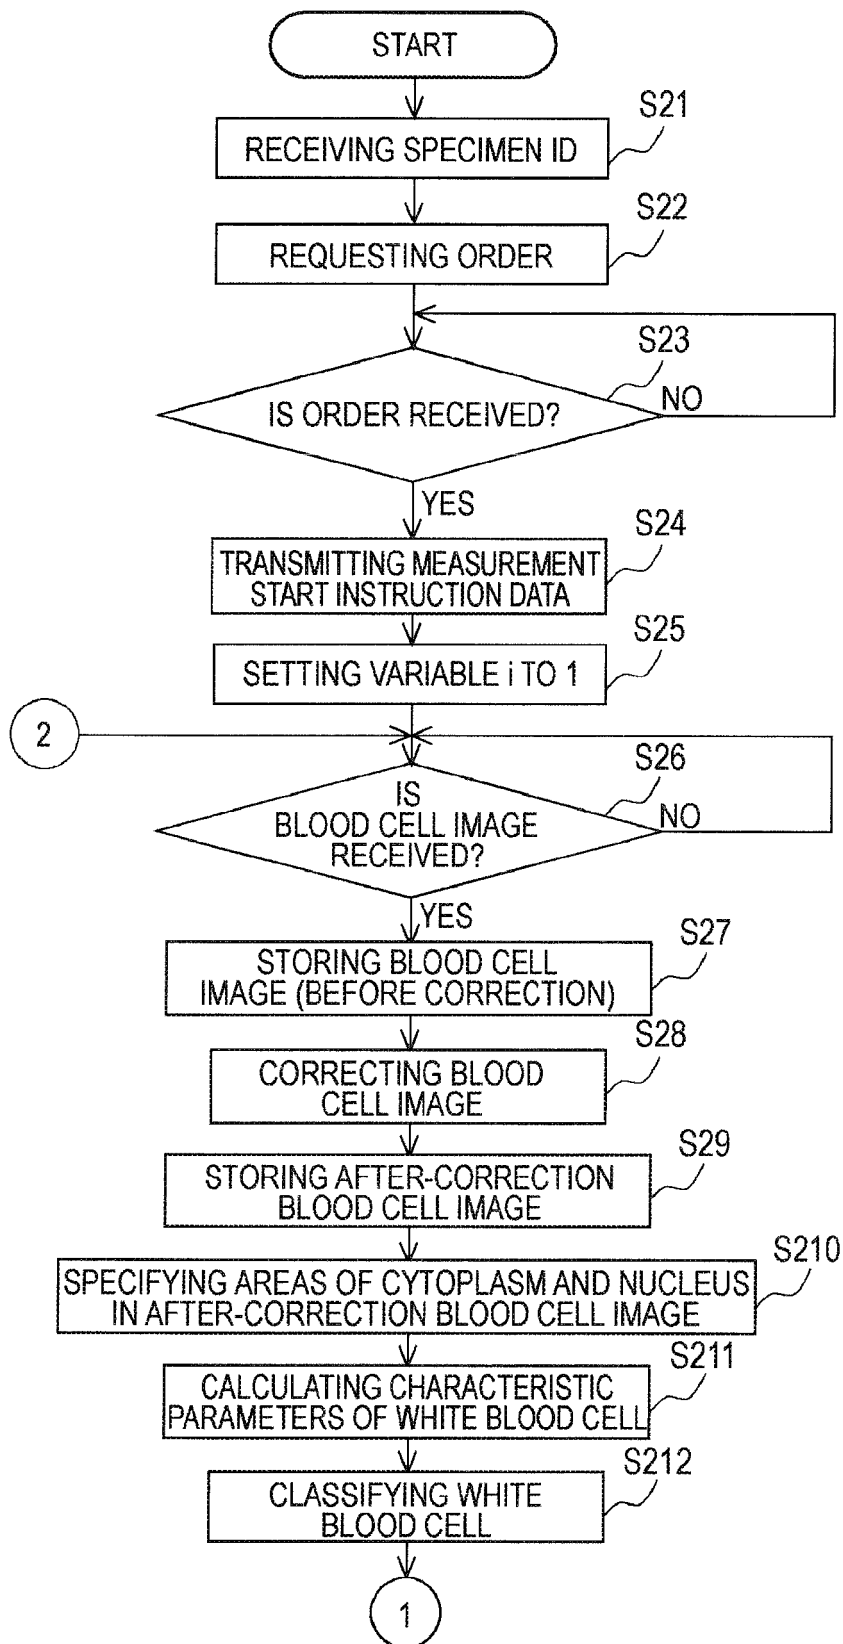 START
S21
RECEIVING SPECIMEN ID
S22
REQUESTING ORDER
S23
IS ORDER RECEIVED?
NO
YES
S24
TRANSMITTING MEASUREMENT
START INSTRUCTION DATA
S25
SETTING VARIABLE i TO 1
2
S26
IS
BLOOD CELL IMAGE
RECEIVED?
NO
YES
S27
STORING BLOOD CELL
IMAGE (BEFORE CORRECTION)
S28
CORRECTING BLOOD
CELL IMAGE
S29
STORING AFTER-CORRECTION
BLOOD CELL IMAGE
S210
SPECIFYING AREAS OF CYTOPLASM AND NUCLEUS
IN AFTER-CORRECTION BLOOD CELL IMAGE
S211
CALCULATING CHARACTERISTIC
PARAMETERS OF WHITE BLOOD CELL
S212
CLASSIFYING WHITE
BLOOD CELL
1